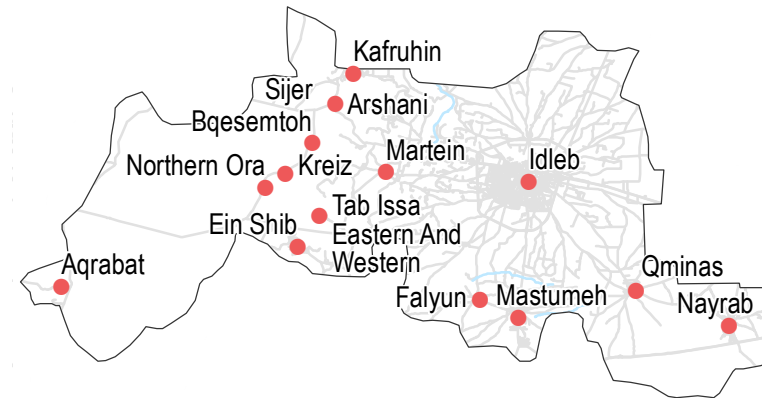 Kafruhin
Sijer
Arshani
Bqesemtoh
Martein
Idleb
Northern Ora
Kreiz
Tab Issa
Ein Shib
Eastern And
Western
Aqrabat
Qminas
Falyun
Mastumeh
Nayrab